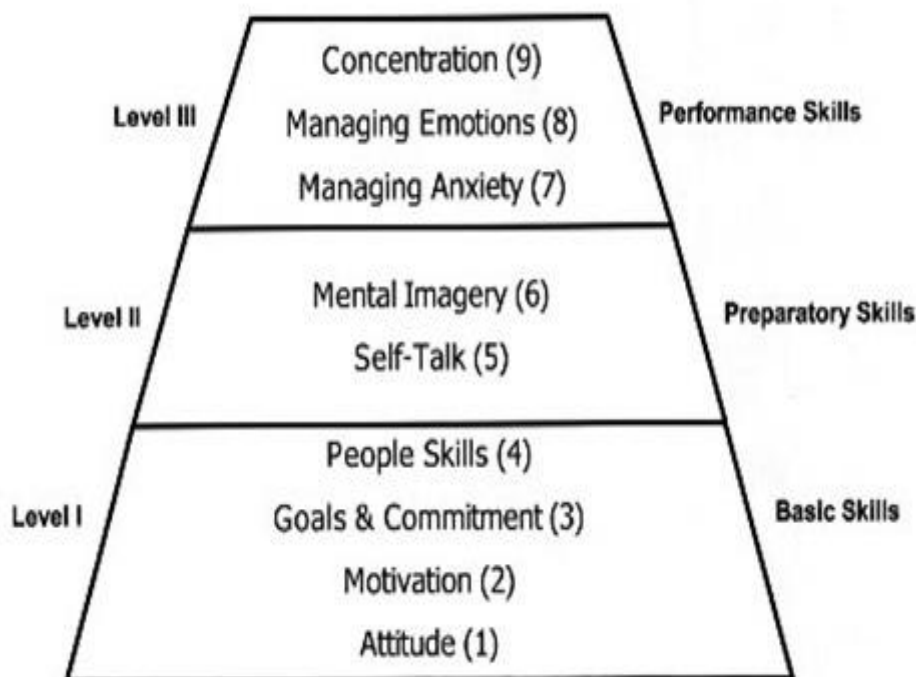 Concentration (9)
Level III
Managing Emotions (8)
Performance Skills
Managing Anxiety (7)
Mental Imagery (6)
Level II
Preparatory Skills
Self-Talk (5)
People Skills (4)
Level I
Goals & Commitment (3)
Basic Skills
Motivation (2)
Attitude (1)